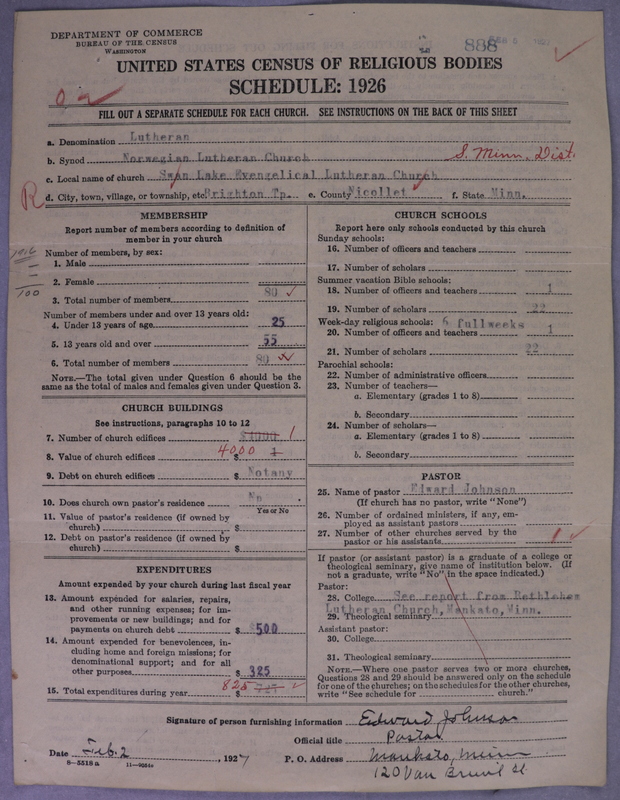 DEPARTMENT OF COMMERCE
BUREAU OF THE CENSUS
WASHINGTON
888
UNITED STATES CENSUS OF RELIGIOUS BODIES
SCHEDULE: 1926
FILL OUT A SEPARATE SCHEDULE FOR EACH CHURCH. SEE INSTRUCTIONS ON THE BACK OF THIS SHEET
a. Denomination Lutheran
b. Synod Norwegian Lutheran Church S. Minn. Dist.
c. Local name of church Swan Lake Evengelical Lutheran Church
R d. City, town, village, or township, etc. Brighton Tp. e. County Nicollet f. State Minn.
MEMBERSHIP
Report number of members according to definition of
member in your church
1916
100
Number of members, by sex:
1. Male
2. Female
3. Total number of members 80
Number of members under and over 13 years old:
4. Under 13 years of age 25
5. 13 years old and over 55
6. Total number of members 80
NOTE.—The total given under Question 6 should be the
same as the total of males and females given under Question 3.
CHURCH BUILDINGS
See instructions, paragraphs 10 to 12
7. Number of church edifices $4000 1
8. Value of church edifices 4000 $ 1
9. Debt on church edifices $ Notany
10. Does church own pastor's residence No
Yes or No
11. Value of pastor's residence (if owned by
church) $
12. Debt on pastor's residence (if owned by
church) $
EXPENDITURES
Amount expended by your church during last fiscal year
13. Amount expended for salaries, repairs,
and other running expense; for im-
provements or new buildings; and for
payments on church debt $ $500
14. Amount expended for benevolences, in-
cluding home and foreign missions; for
denominational support; and for all
other purposes $ 325
15. Total expenditures during year 825 $
CHURCH SCHOOLS
Report here only schools conducted by this church
Sunday schools:
16. Number of officers and teachers
17. Number of scholars
Summer vacation Bible schools:
18. Number of officers and teachers 1
19. Number of scholars 22
Week-day religious schools: 6 fullweeks
20. Number of officers and teachers 1
21. Number of scholars 22
Parochial schools:
22. Number of administrative officers
23. Number of teachers—
a. Elementary (grades 1 to 8)
b. Secondary
24. Number of scholars—
a. Elementary (grades 1 to 8)
b. Secondary
PASTOR
25. Name of pastor Edward Johnson
(If church has no pastor, write "None")
26. Number of ordained ministers, if any, em-
ployed as assistant pastors
27. Number of other churches served by the
pastor or his assistants 1
If pastor (or assistant pastor) is a graduate of a college or
theological seminary, give name of institution below. (If
not a graduate, write "No" in the space indicated.)
Pastor:
28. College See report from Bethlehem
Lutheran Church, Mankato, Minn.
29. Theological seminary
Assistant pastor:
30. College
31. Theological seminary
NOTE.—Where one pastor serves two or more churches,
Questions 28 and 29 should be answered only on the schedule
for one of the churches; on the schedules for the other churches,
write "See schedule for church."
Signature of person furnishing information Edward Johnson
Official title Pastor
Date Feb. 2, 1927 P. O. Address Mankato, Minn
8-5518a
120 Van Brunt St.